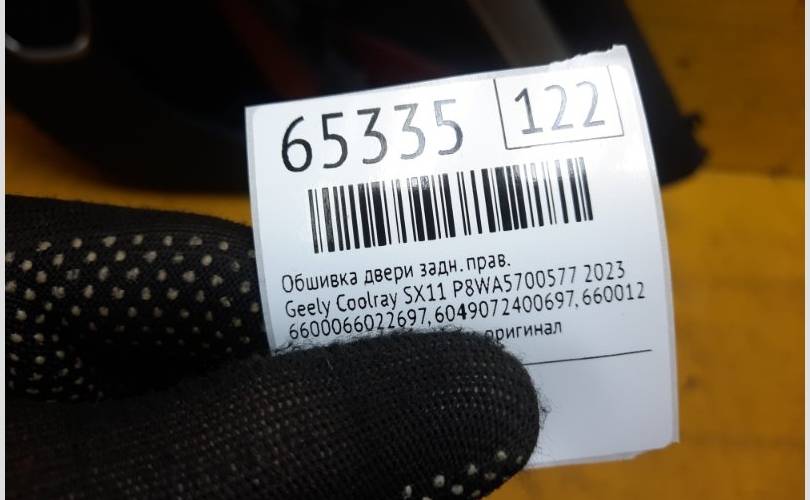 65335 122
Обшивка двери задн.прав.
Geely Coolray SX11 P8WA5700577 2023
6600066022697, 6049072400697, 660012
оригинал